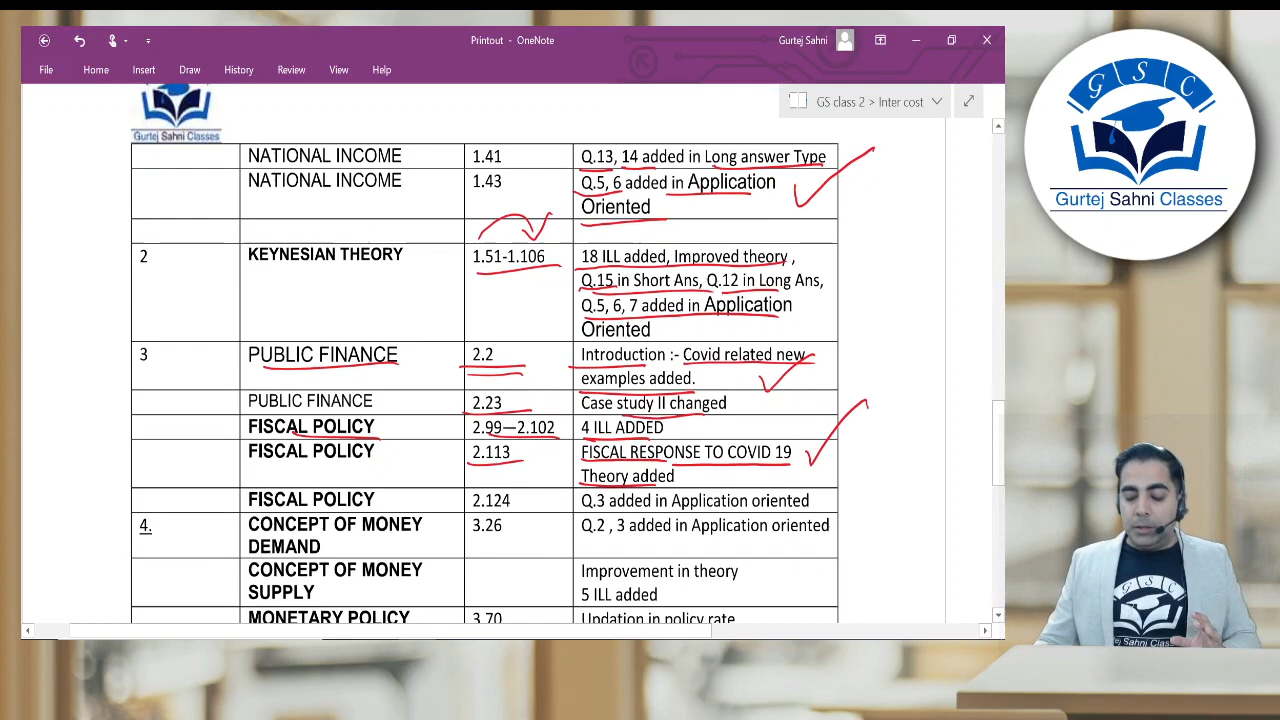 Printout - OneNote
Gurtej Sahni
File Home Insert Draw History Review View Help
GS class 2 > Inter cost
Gurtej Sahni Classes
NATIONAL INCOME 1.41 Q.13, 14 added in Long answer Type
NATIONAL INCOME 1.43 Q.5, 6 added in Application
Oriented
2 KEYNESIAN THEORY 1.51-1.106 18 ILL added, Improved theory ,
Q.15 in Short Ans, Q.12 in Long Ans,
Q.5, 6, 7 added in Application
Oriented
3 PUBLIC FINANCE 2.2 Introduction :- Covid related new
examples added.
PUBLIC FINANCE 2.23 Case study II changed
FISCAL POLICY 2.99—2.102 4 ILL ADDED
FISCAL POLICY 2.113 FISCAL RESPONSE TO COVID 19
Theory added
FISCAL POLICY 2.124 Q.3 added in Application oriented
4. CONCEPT OF MONEY 3.26 Q.2 , 3 added in Application oriented
DEMAND
CONCEPT OF MONEY Improvement in theory
SUPPLY 5 ILL added
MONETARY POLICY 3.70 Updation in policy rate
G S C
Gurtej Sahni Classes
G S C
Gurtej Sahni Classes